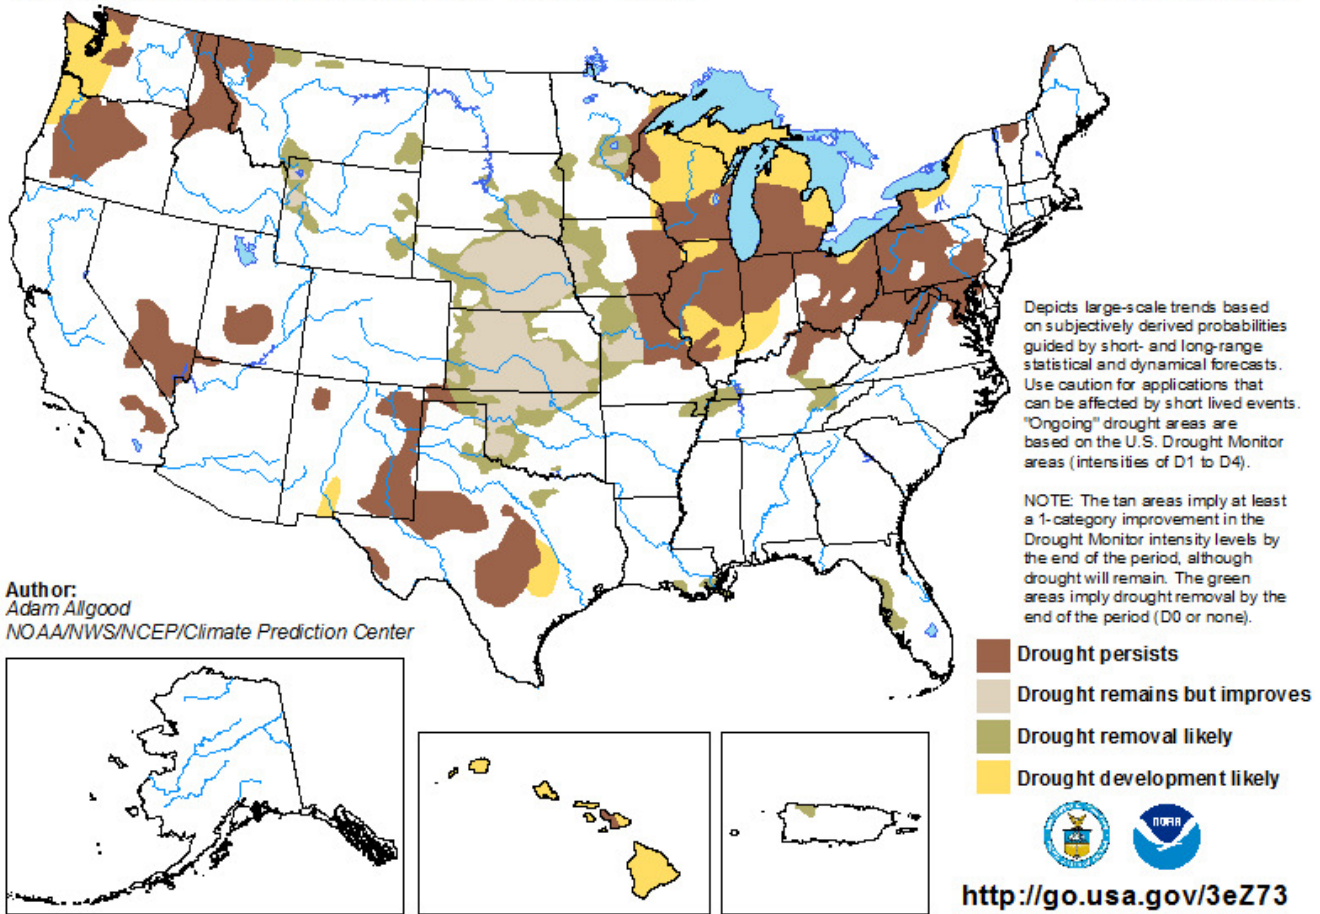 Depicts large-scale trends based
on subjectively derived probabilities
guided by short- and long-range
statistical and dynamical forecasts.
Use caution for applications that
can be affected by short lived events.
"Ongoing" drought areas are
based on the U.S. Drought Monitor
areas (intensities of D1 to D4).
NOTE: The tan areas imply at least
a 1-category improvement in the
Drought Monitor intensity levels by
the end of the period, although
drought will remain. The green
areas imply drought removal by the
end of the period (D0 or none).
Author:
Adam Allgood
NOAA/NWS/NCEP/Climate Prediction Center
Drought persists
Drought remains but improves
Drought removal likely
Drought development likely
NOAA
http://go.usa.gov/3eZ73